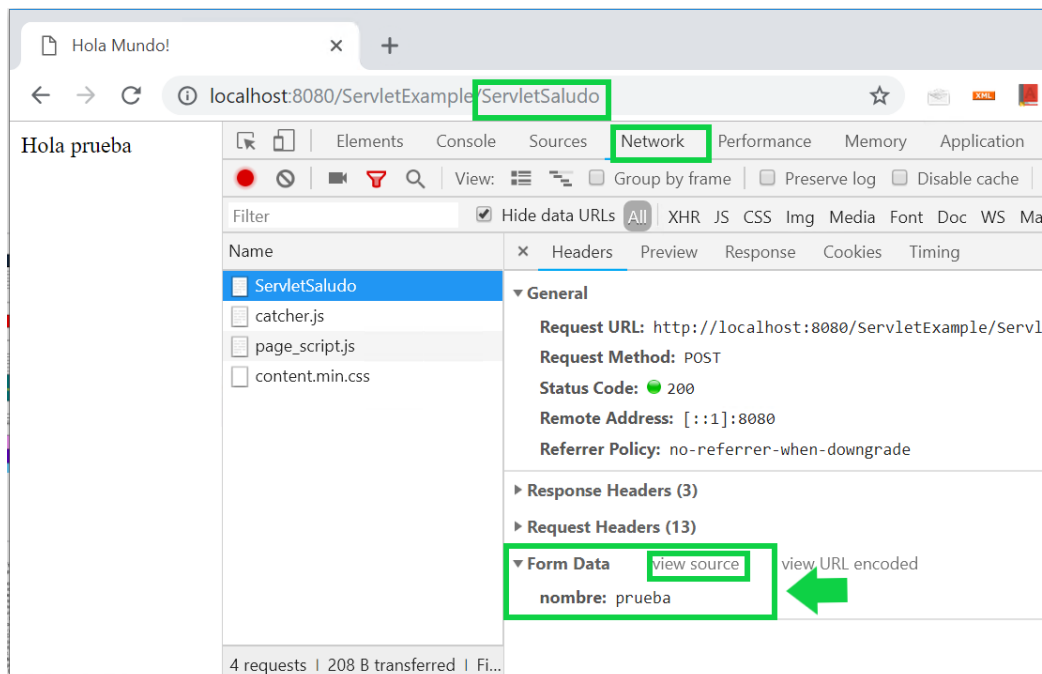 Hola Mundo!
localhost:8080/ServletExample/ServletSaludo
XML
Hola prueba
Elements Console Sources Network Performance Memory Application
View: Group by frame Preserve log Disable cache
Filter Hide data URLs All XHR JS CSS Img Media Font Doc WS Ma
Name
ServletSaludo
catcher.js
page_script.js
content.min.css
4 requests | 208 B transferred | Fi...
× Headers Preview Response Cookies Timing
General
Request URL: http://localhost:8080/ServletExample/Servl
Request Method: POST
Status Code: 200
Remote Address: [::1]:8080
Referrer Policy: no-referrer-when-downgrade
Response Headers (3)
Request Headers (13)
Form Data view source view URL encoded
nombre: prueba